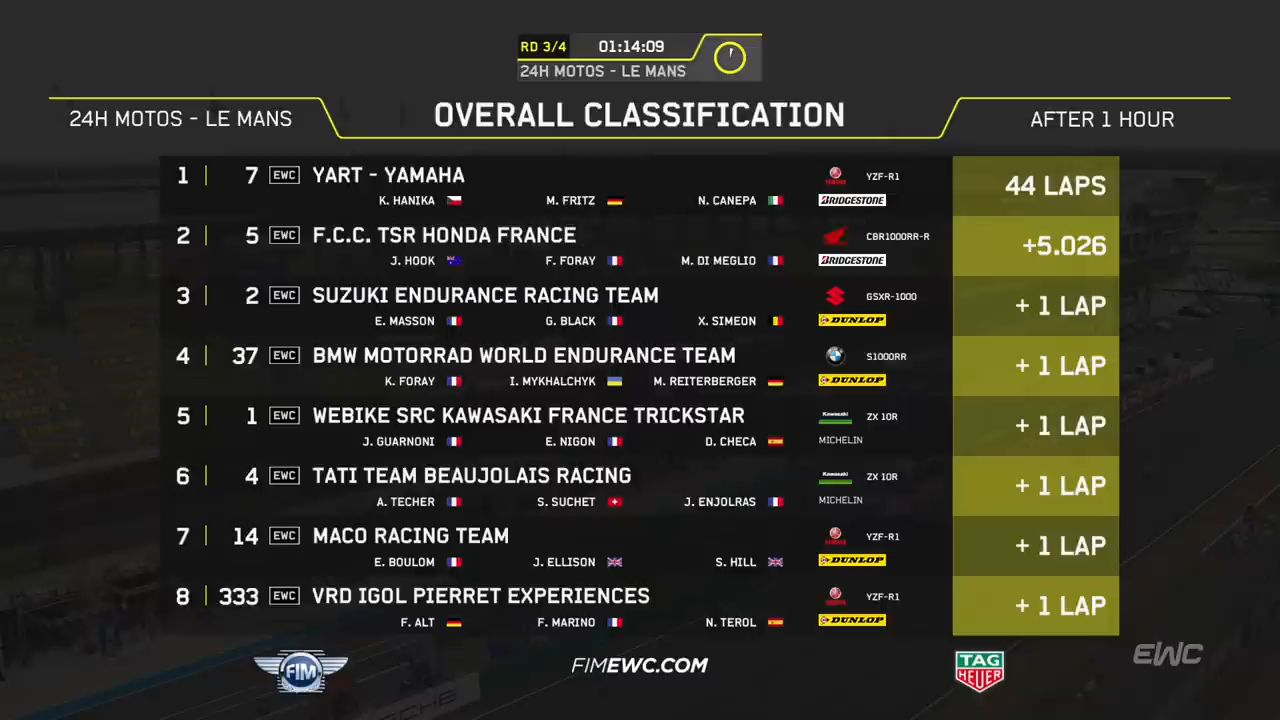 RD 3/4 01:14:09
24H MOTOS - LE MANS
24H MOTOS - LE MANS OVERALL CLASSIFICATION AFTER 1 HOUR
1 7 EWC YART - YAMAHA YAMAHA YZF-R1 44 LAPS
K. HANIKA M. FRITZ N. CANEPA BRIDGESTONE
2 5 EWC F.C.C. TSR HONDA FRANCE CBR1000RR-R +5.026
J. HOOK F. FORAY M. DI MEGLIO BRIDGESTONE
3 2 EWC SUZUKI ENDURANCE RACING TEAM GSXR-1000 + 1 LAP
E. MASSON G. BLACK X. SIMEON DUNLOP
4 37 EWC BMW MOTORRAD WORLD ENDURANCE TEAM S1000RR + 1 LAP
K. FORAY I. MYKHALCHYK M. REITERBERGER DUNLOP
5 1 EWC WEBIKE SRC KAWASAKI FRANCE TRICKSTAR Kawasaki ZX 10R + 1 LAP
J. GUARNONI E. NIGON D. CHECA MICHELIN
6 4 EWC TATI TEAM BEAUJOLAIS RACING Kawasaki ZX 10R + 1 LAP
A. TECHER S. SUCHET J. ENJOLRAS MICHELIN
7 14 EWC MACO RACING TEAM YAMAHA YZF-R1 + 1 LAP
E. BOULOM J. ELLISON S. HILL DUNLOP
8 333 EWC VRD IGOL PIERRET EXPERIENCES YAMAHA YZF-R1 + 1 LAP
F. ALT F. MARINO N. TEROL DUNLOP
FIM FIMEWC.COM TAG HEUER EWC